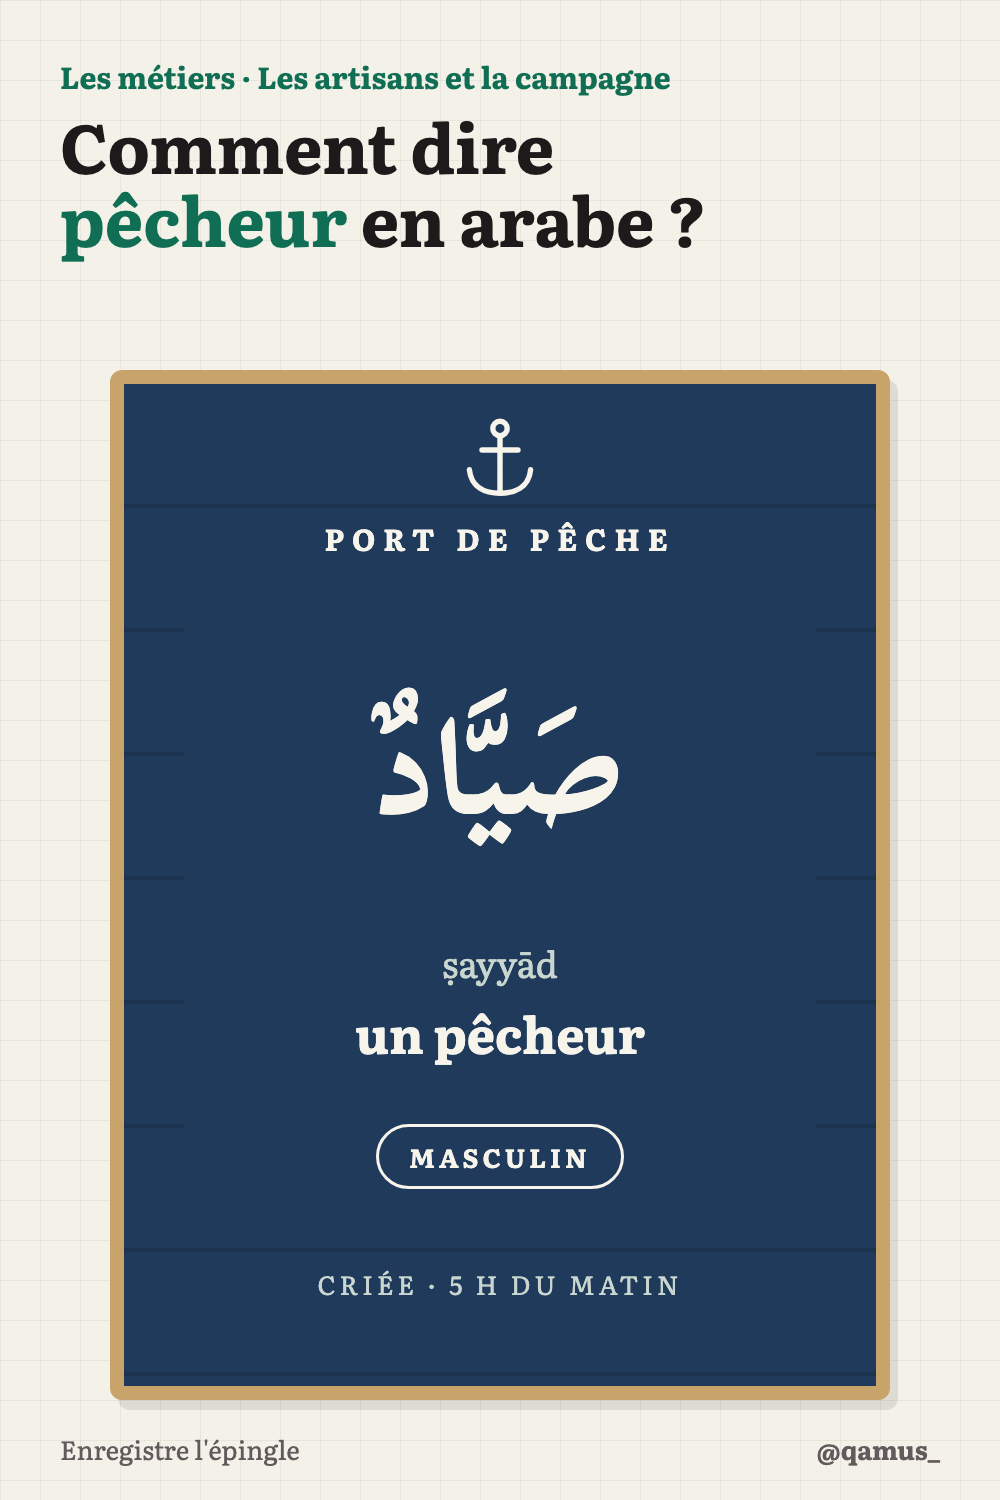 Les métiers · Les artisans et la campagne
Comment dire
pêcheur en arabe ?
PORT DE PÊCHE
صَيَّادٌ
ṣayyād
un pêcheur
MASCULIN
CRIÉE · 5 H DU MATIN
Enregistre l'épingle
@qamus_